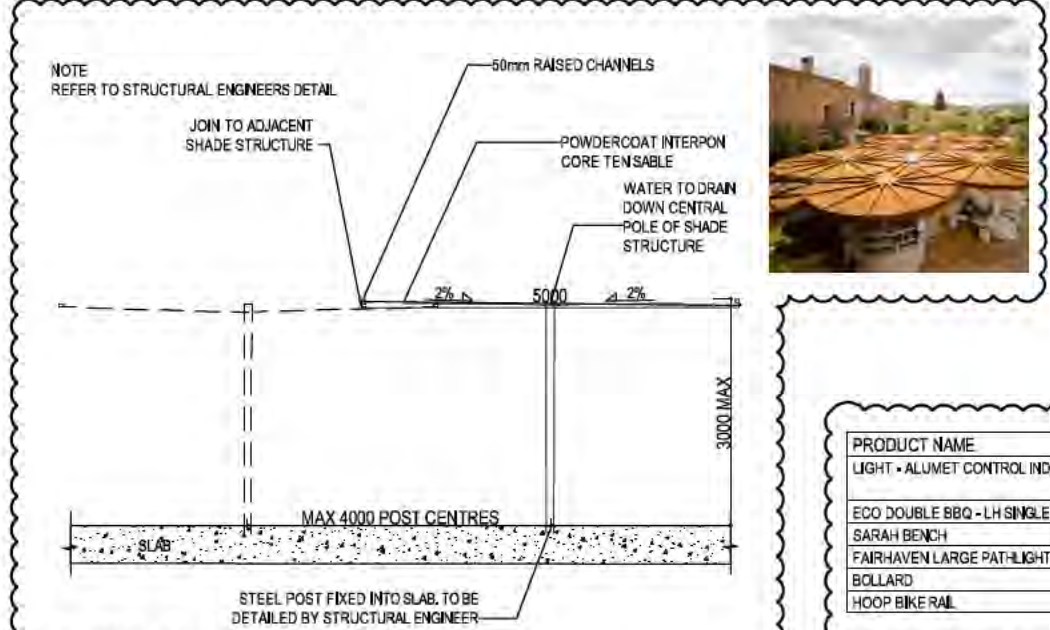 NOTE
REFER TO STRUCTURAL ENGINEERS DETAIL
JOIN TO ADJACENT
SHADE STRUCTURE
50mm RAISED CHANNELS
POWDERCOAT INTERPON
CORE TEN SABLE
WATER TO DRAIN
DOWN CENTRAL
POLE OF SHADE
STRUCTURE
2% 5000 2%
3000 MAX
MAX 4000 POST CENTRES
SLAB
STEEL POST FIXED INTO SLAB. TO BE
DETAILED BY STRUCTURAL ENGINEER
PRODUCT NAME
LIGHT - ALUMET CONTROL IND
ECO DOUBLE BBQ - LH SINGLE
SARAH BENCH
FAIRHAVEN LARGE PATHLIGHT
BOLLARD
HOOP BIKE RAIL